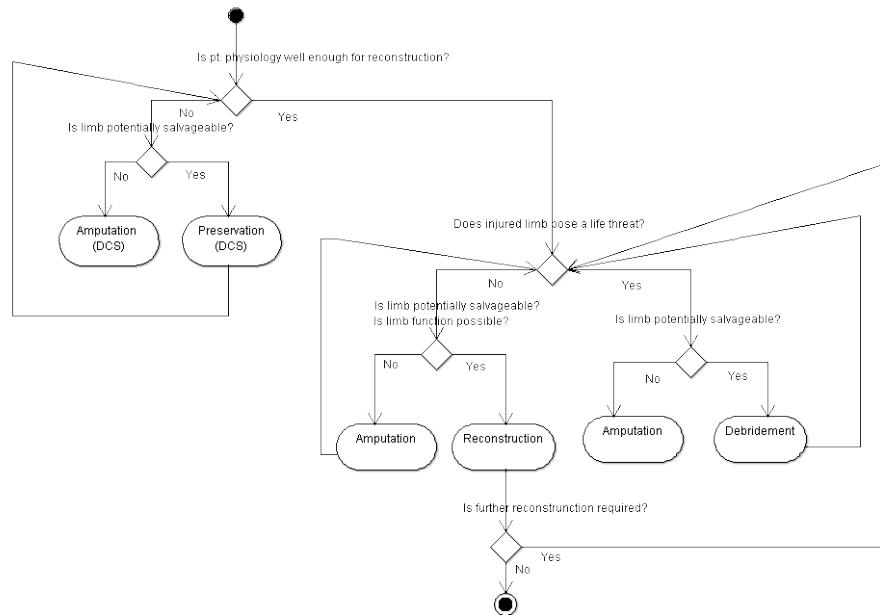 Is pt. physiology well enough for reconstruction?
No
Yes
Is limb potentially salvageable?
No
Yes
Amputation
(DCS)
Preservation
(DCS)
Does injured limb pose a life threat?
No
Yes
Is limb potentially salvageable?
Is limb function possible?
Is limb potentially salvageable?
No
Yes
No
Yes
Amputation
Reconstruction
Amputation
Debridement
Is further reconstrunction required?
Yes
No